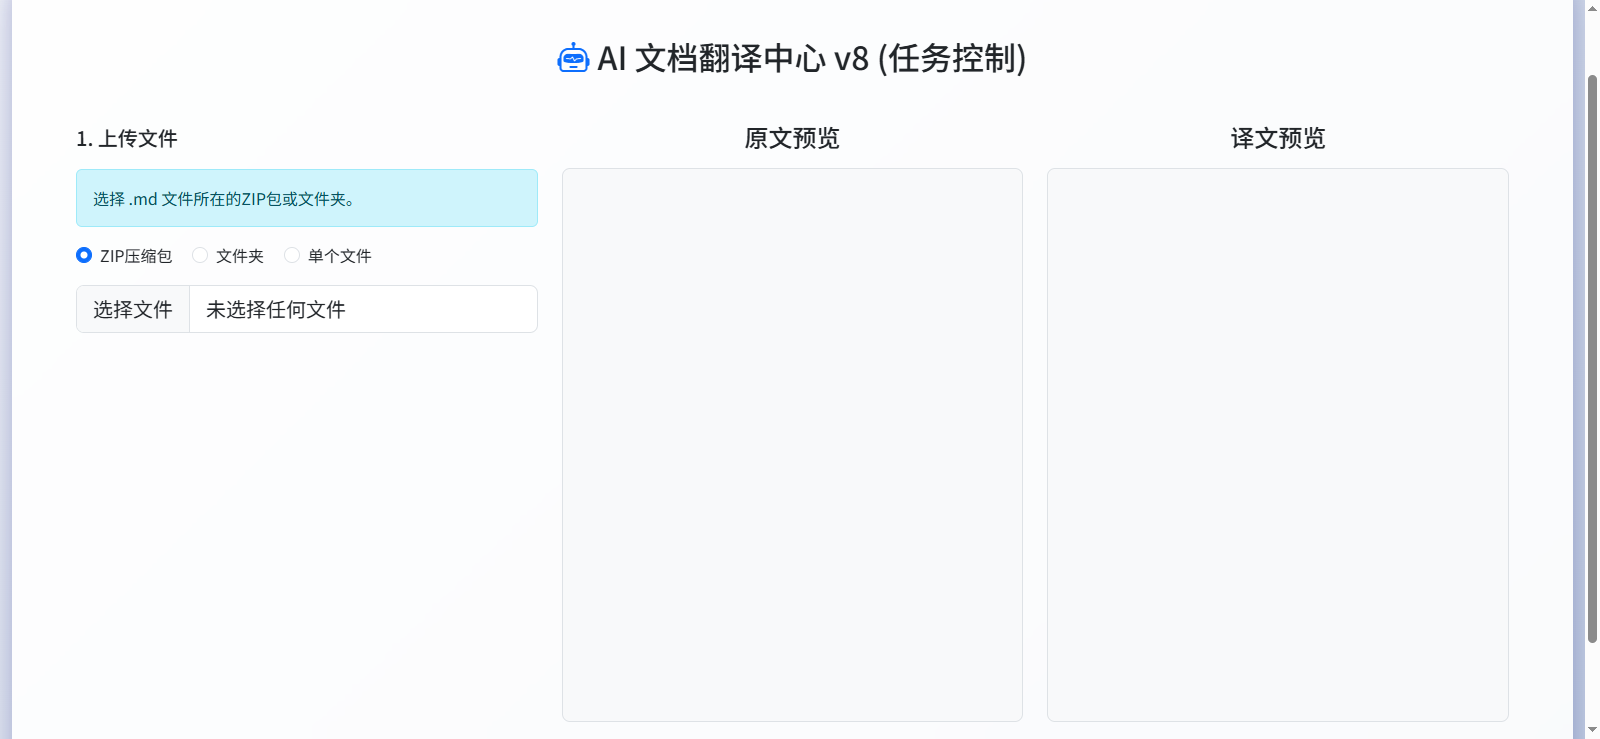 AI 文档翻译中心 v8 (任务控制)
1. 上传文件
选择 .md 文件所在的ZIP包或文件夹。
ZIP压缩包 文件夹 单个文件
选择文件 未选择任何文件
原文预览
译文预览